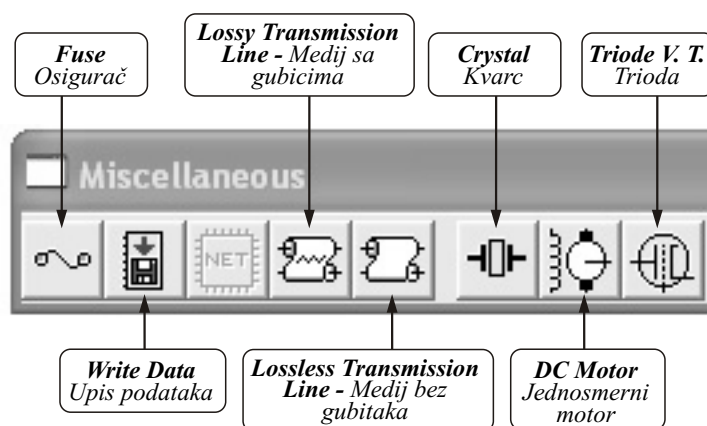 Fuse
Osigurač
Lossy Transmission
Line - Medij sa
gubicima
Crystal
Kvarc
Triode V. T.
Trioda
Miscellaneous
NET
Write Data
Upis podataka
Lossless Transmission
Line - Medij bez
gubitaka
DC Motor
Jednosmerni
motor